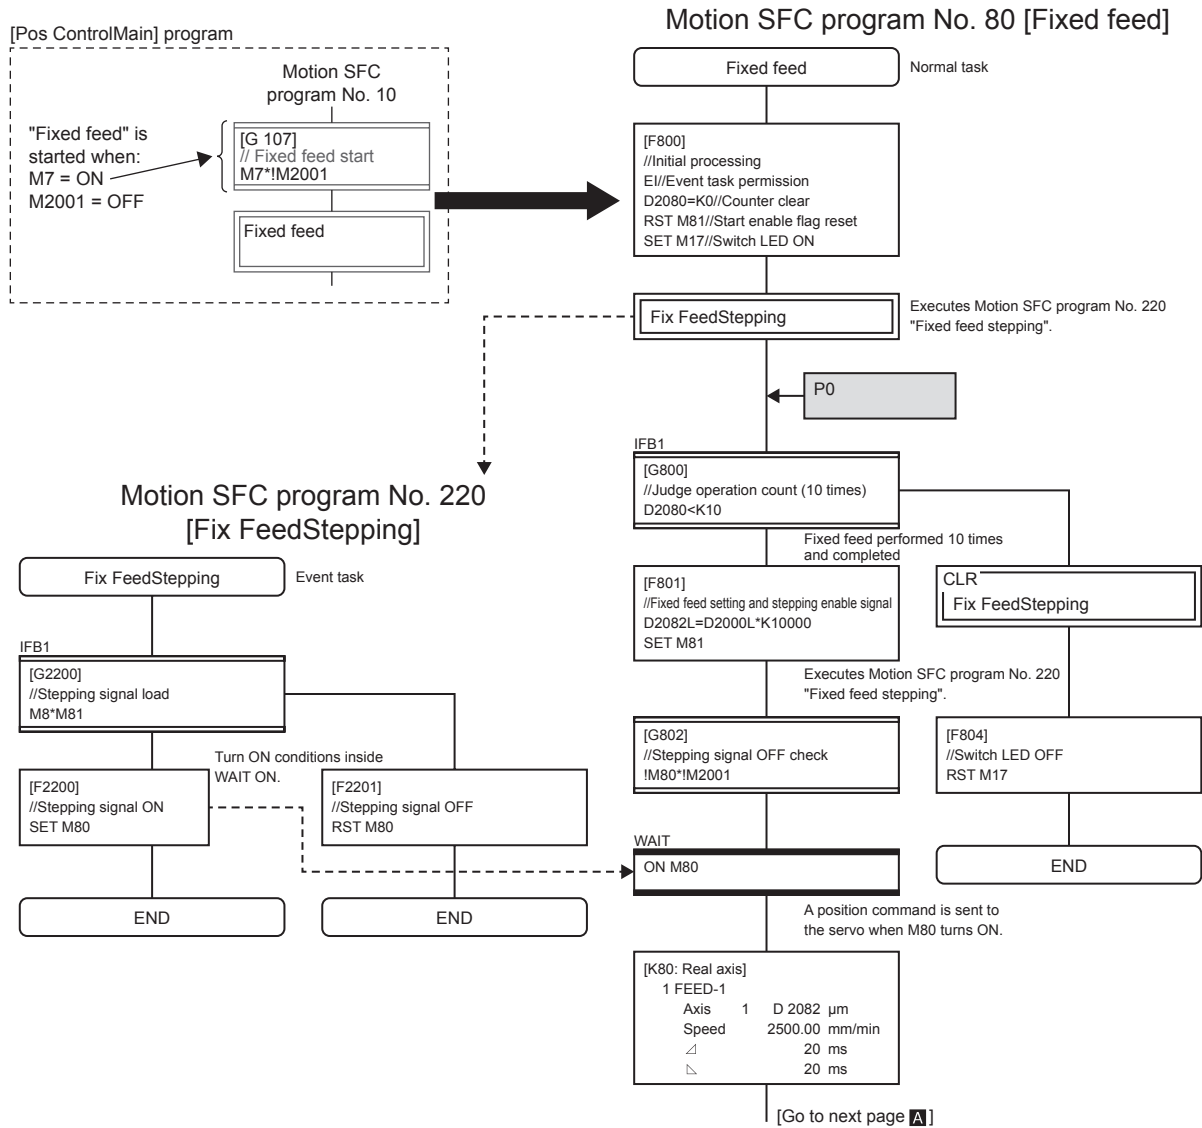 Motion SFC program No. 80 [Fixed feed]
[Pos ControlMain] program
Motion SFC
program No. 10
"Fixed feed" is
started when:
M7 = ON
M2001 = OFF
[G 107]
// Fixed feed start
M7*!M2001
Fixed feed
Fixed feed
Normal task
[F800]
//Initial processing
EI//Event task permission
D2080=K0//Counter clear
RST M81//Start enable flag reset
SET M17//Switch LED ON
Fix FeedStepping
Executes Motion SFC program No. 220
"Fixed feed stepping".
P0
IFB1
[G800]
//Judge operation count (10 times)
D2080<K10
Fixed feed performed 10 times
and completed
[F801]
//Fixed feed setting and stepping enable signal
D2082L=D2000L*K10000
SET M81
CLR
Fix FeedStepping
Executes Motion SFC program No. 220
"Fixed feed stepping".
[G802]
//Stepping signal OFF check
!M80*!M2001
[F804]
//Switch LED OFF
RST M17
WAIT
ON M80
END
A position command is sent to
the servo when M80 turns ON.
[K80: Real axis]
1 FEED-1
Axis 1 D 2082 µm
Speed 2500.00 mm/min
20 ms
20 ms
[Go to next page A]
Motion SFC program No. 220
[Fix FeedStepping]
Fix FeedStepping
Event task
IFB1
[G2200]
//Stepping signal load
M8*M81
Turn ON conditions inside
WAIT ON.
[F2200]
//Stepping signal ON
SET M80
[F2201]
//Stepping signal OFF
RST M80
END
END